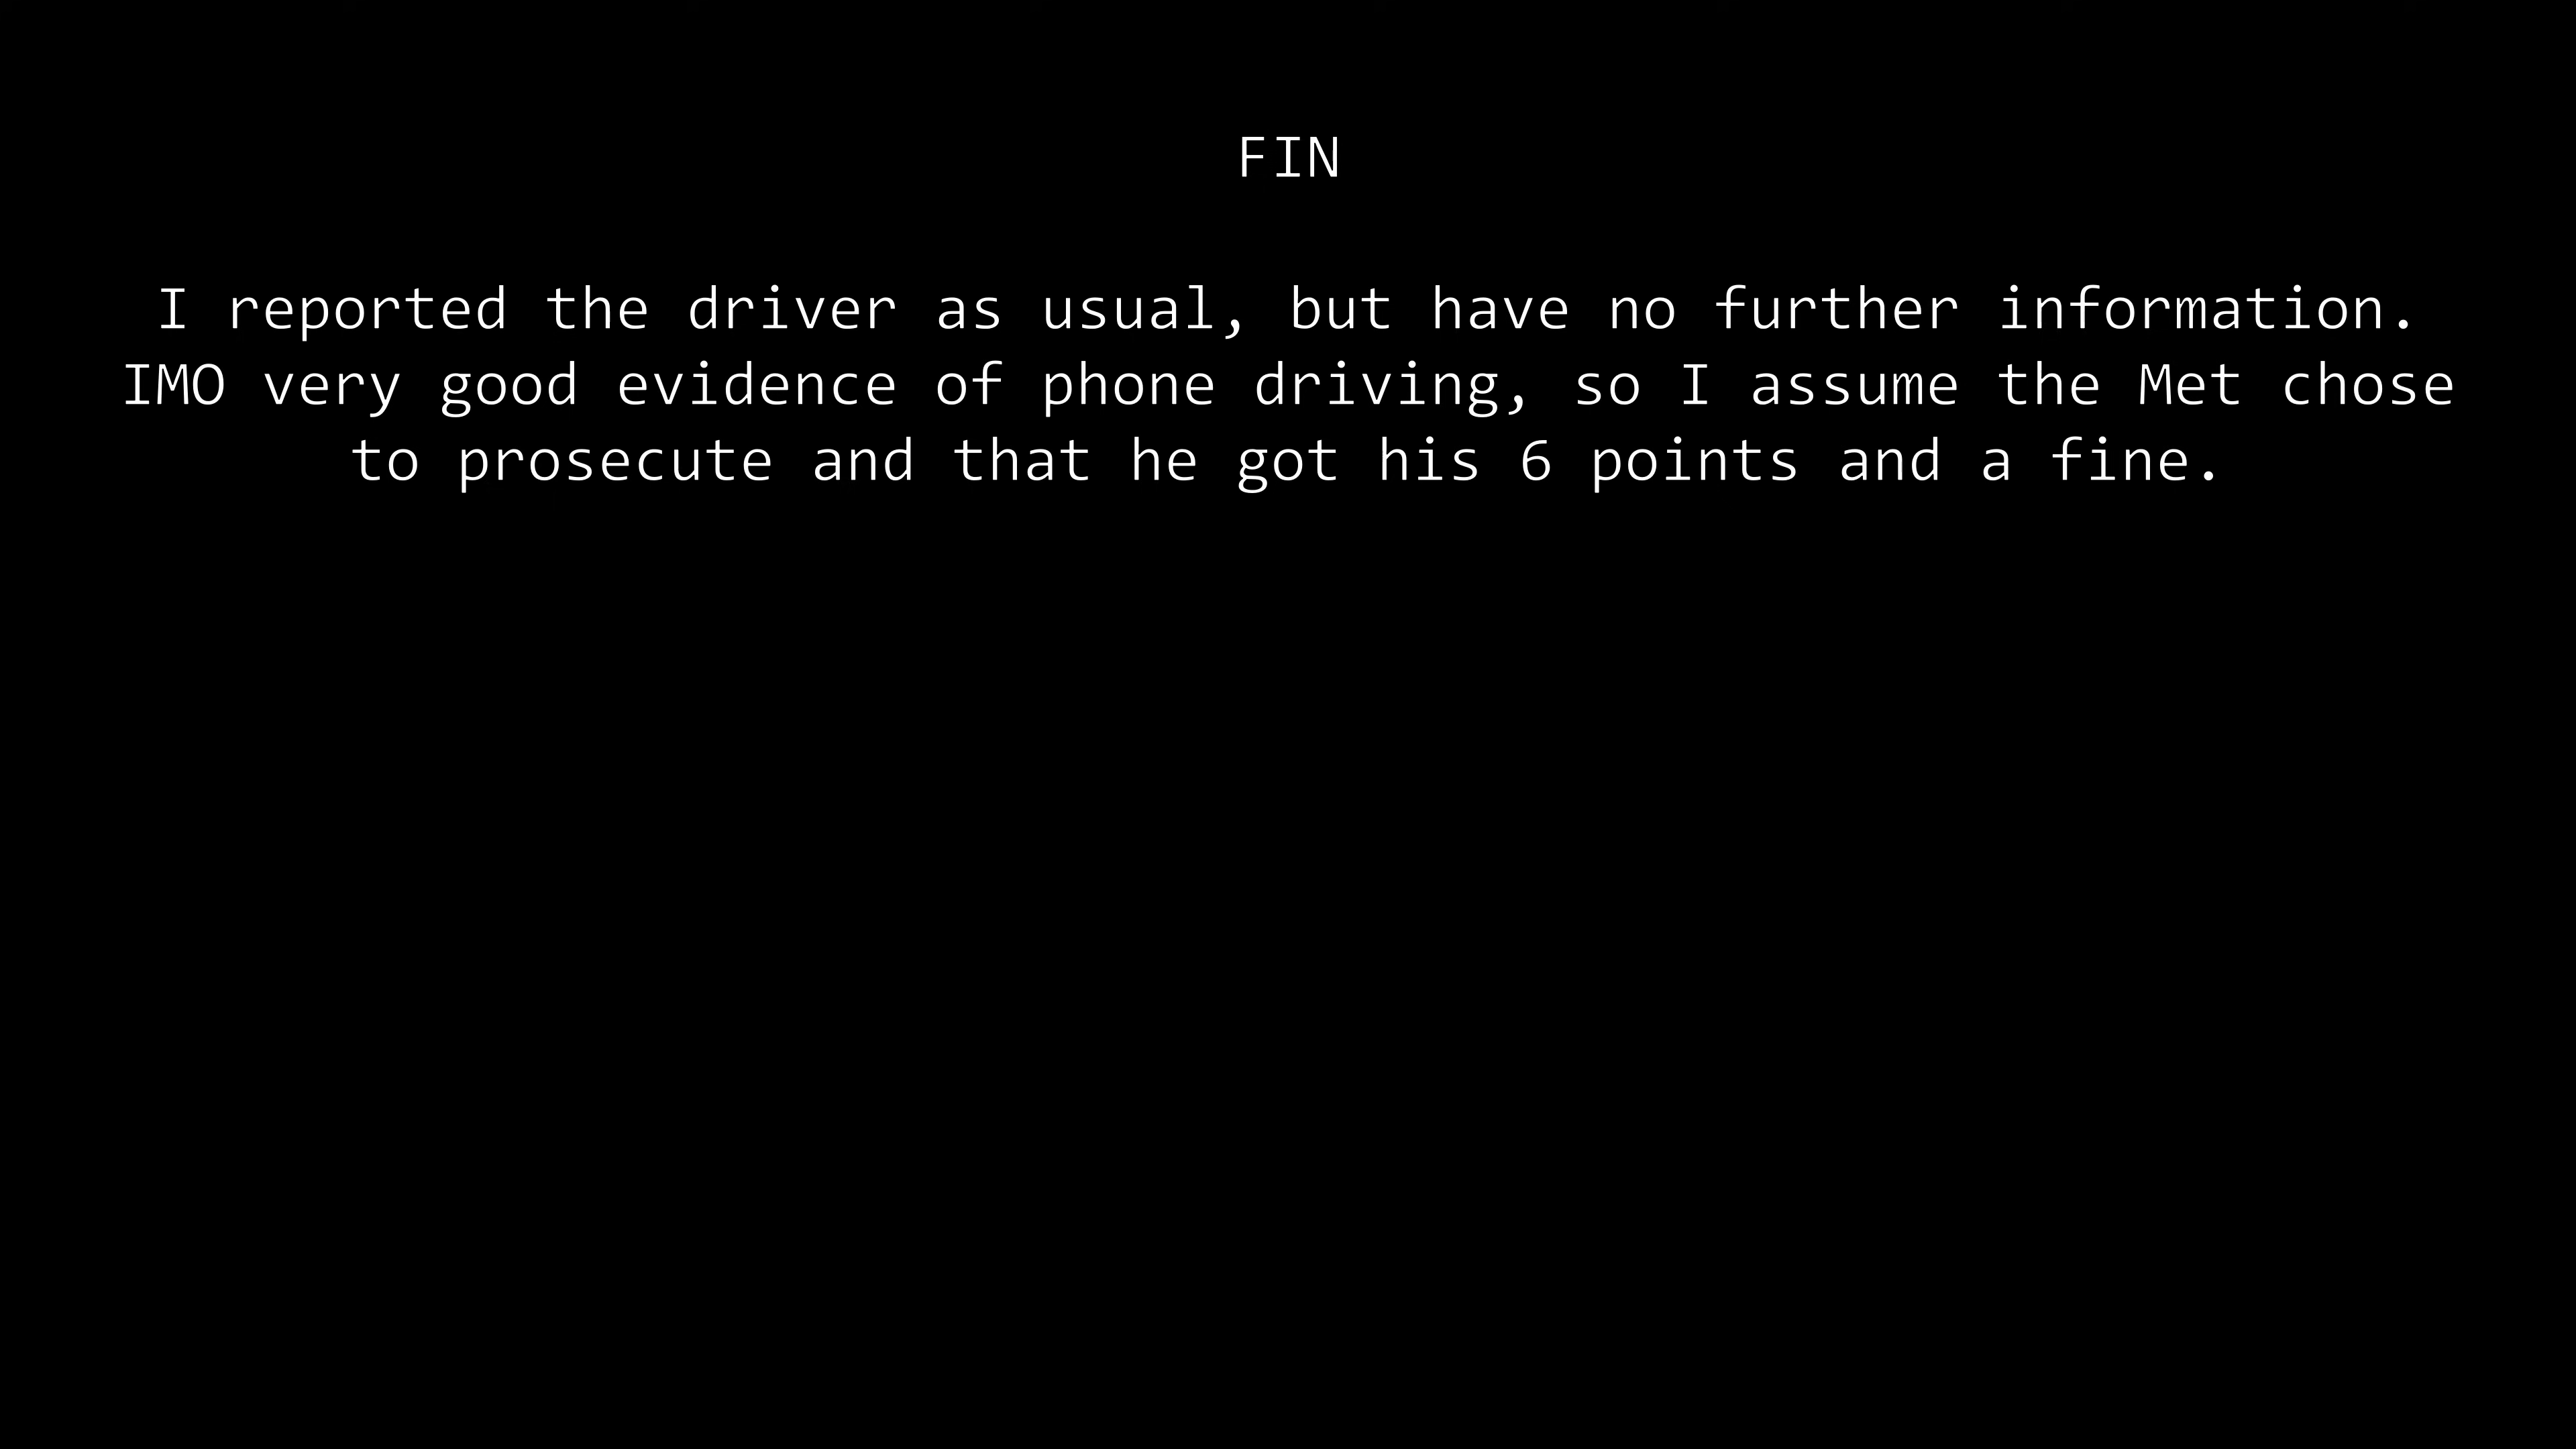 FIN
I reported the driver as usual, but have no further information.
IMO very good evidence of phone driving, so I assume the Met chose
to prosecute and that he got his 6 points and a fine.